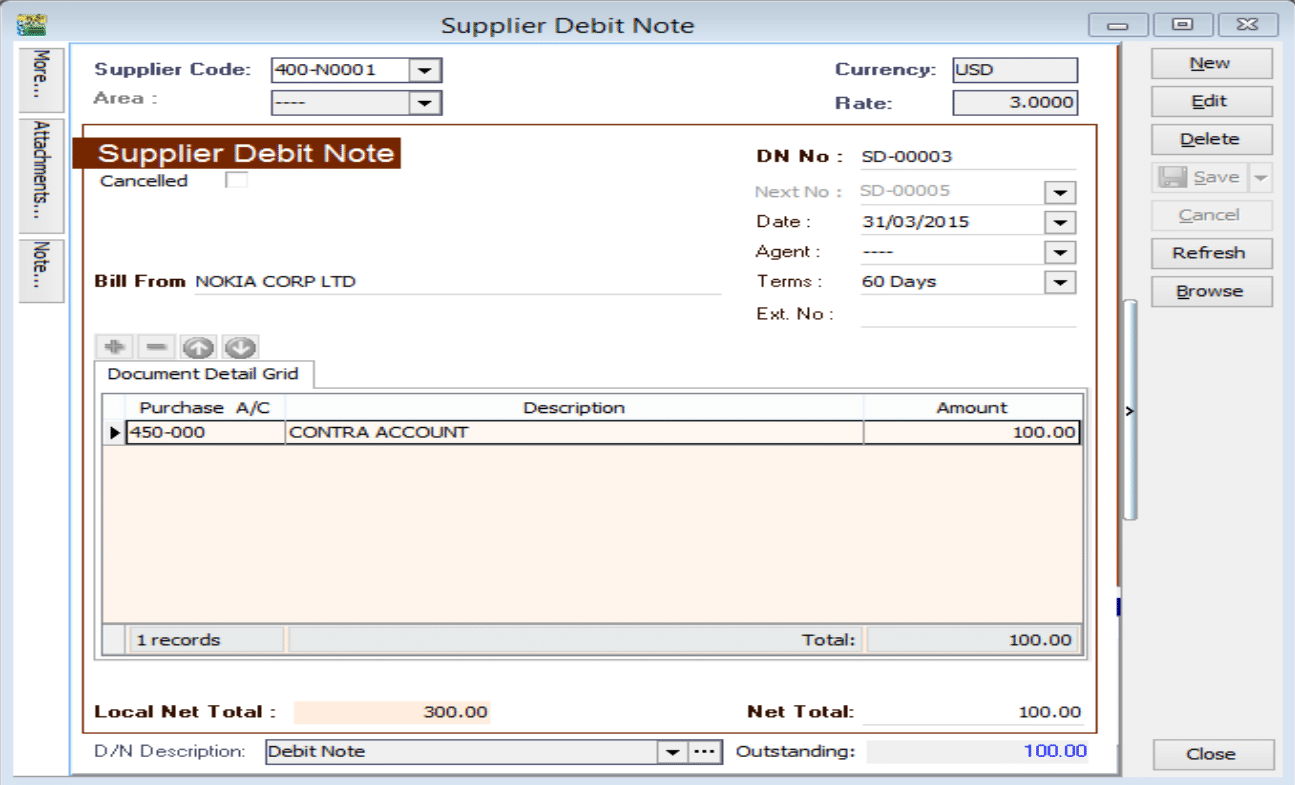 Supplier Debit Note
More...
Attachments...
Note...
Supplier Code: 400-N0001
Area : ----
Currency: USD
Rate: 3.0000
Supplier Debit Note
Cancelled
DN No : SD-00003
Next No : SD-00005
Date : 31/03/2015
Agent : ----
Bill From NOKIA CORP LTD
Terms : 60 Days
Ext. No :
Document Detail Grid
Purchase A/C Description Amount
450-000 CONTRA ACCOUNT 100.00
1 records Total: 100.00
Local Net Total : 300.00 Net Total: 100.00
D/N Description: Debit Note Outstanding: 100.00
New
Edit
Delete
Save
Cancel
Refresh
Browse
Close